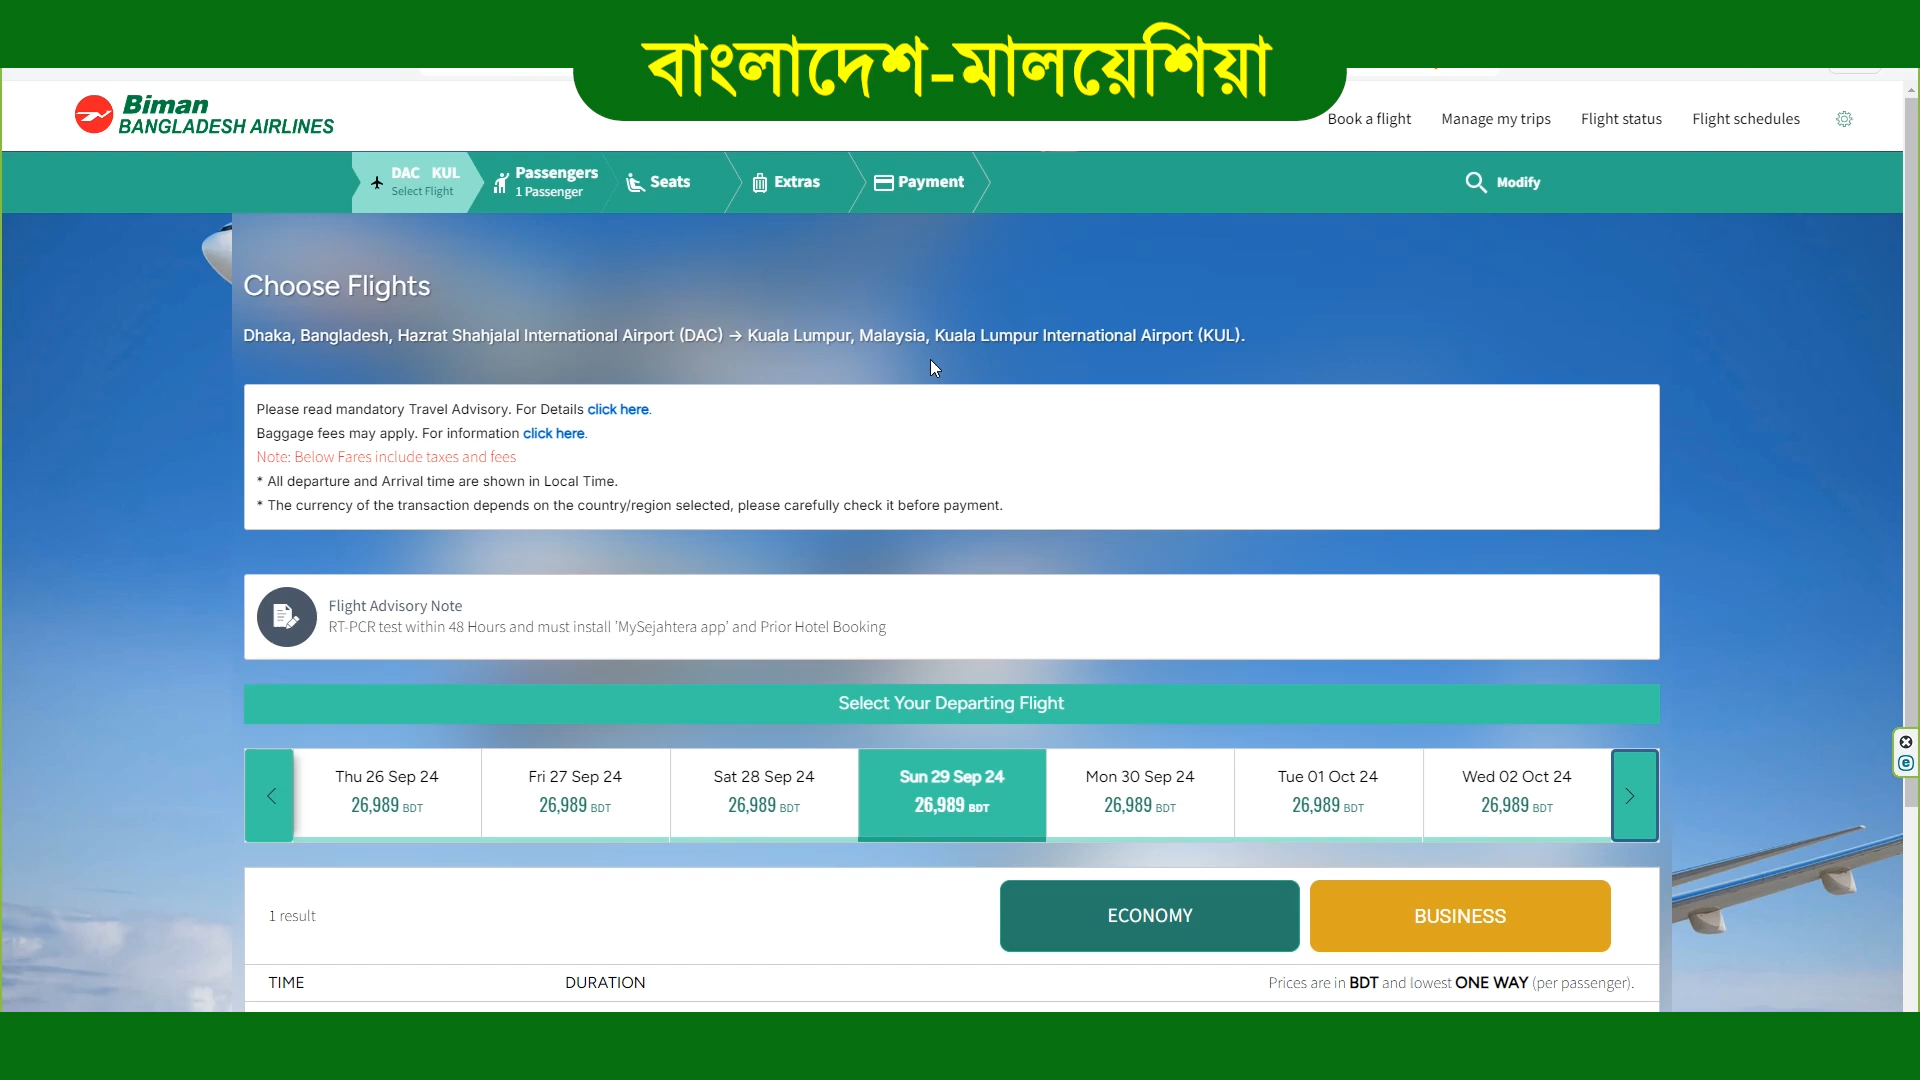 বাংলাদেশ-মালয়েশিয়া
Biman
BANGLADESH AIRLINES
Book a flight
Manage my trips
Flight status
Flight schedules
DAC KUL
Select Flight
Passengers
1 Passenger
Seats
Extras
Payment
Modify
Choose Flights
Dhaka, Bangladesh, Hazrat Shahjalal International Airport (DAC) → Kuala Lumpur, Malaysia, Kuala Lumpur International Airport (KUL).
Please read mandatory Travel Advisory. For Details click here.
Baggage fees may apply. For information click here.
Note: Below Fares include taxes and fees
* All departure and Arrival time are shown in Local Time.
* The currency of the transaction depends on the country/region selected, please carefully check it before payment.
Flight Advisory Note
RT-PCR test within 48 Hours and must install 'MySejahtera app' and Prior Hotel Booking
Select Your Departing Flight
Thu 26 Sep 24
26,989 BDT
Fri 27 Sep 24
26,989 BDT
Sat 28 Sep 24
26,989 BDT
Sun 29 Sep 24
26,989 BDT
Mon 30 Sep 24
26,989 BDT
Tue 01 Oct 24
26,989 BDT
Wed 02 Oct 24
26,989 BDT
1 result
ECONOMY
BUSINESS
TIME
DURATION
Prices are in BDT and lowest ONE WAY (per passenger).